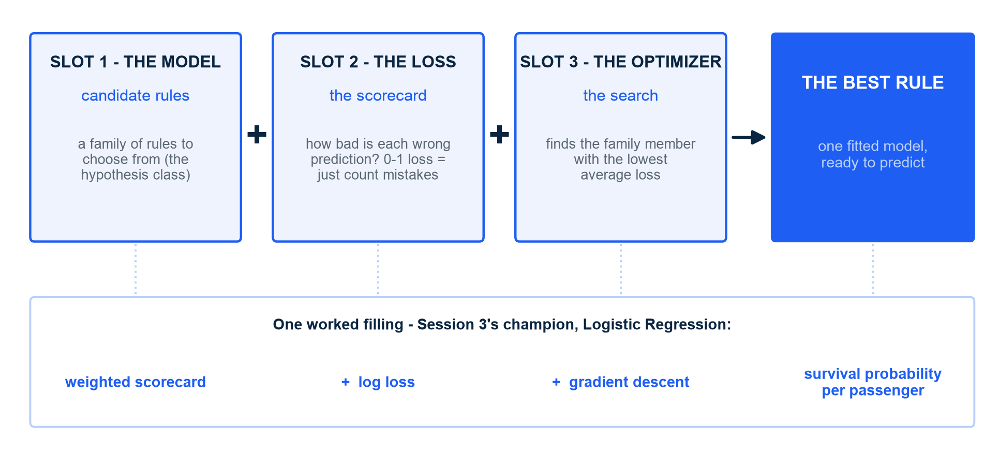 SLOT 1 - THE MODEL
candidate rules
a family of rules to
choose from (the
hypothesis class)
+
SLOT 2 - THE LOSS
the scorecard
how bad is each wrong
prediction? 0-1 loss =
just count mistakes
+
SLOT 3 - THE OPTIMIZER
the search
finds the family member
with the lowest
average loss
THE BEST RULE
one fitted model,
ready to predict
One worked filling - Session 3's champion, Logistic Regression:
weighted scorecard
+ log loss
+ gradient descent
survival probability
per passenger